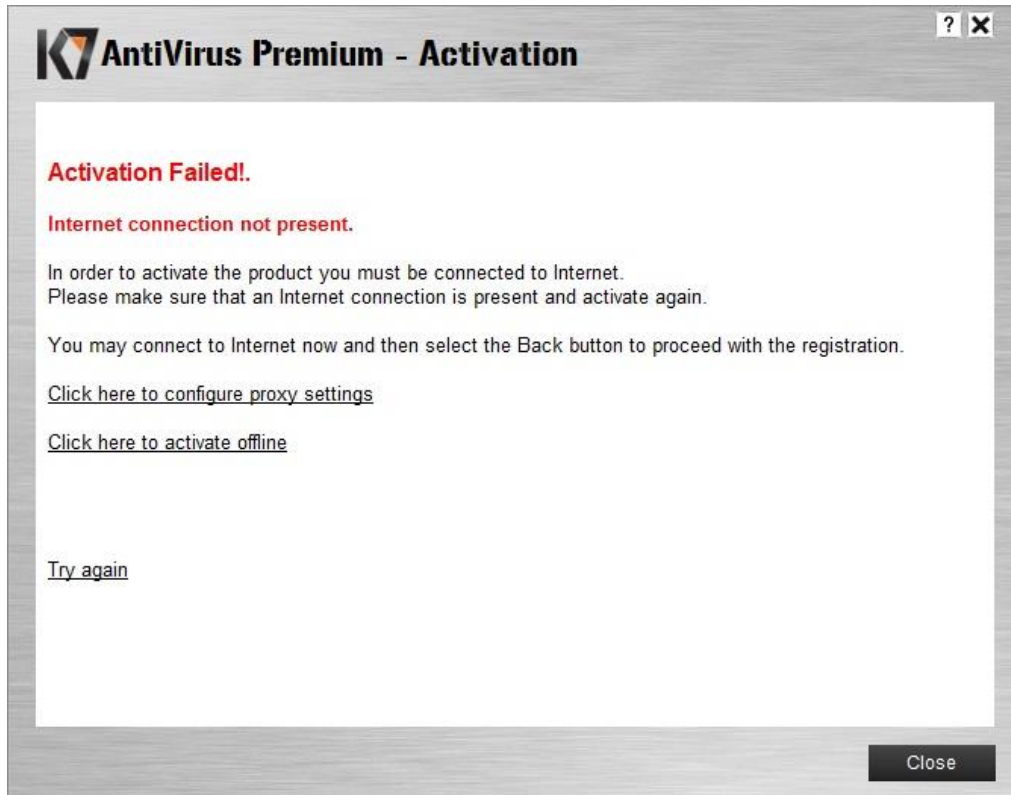 K7 AntiVirus Premium - Activation
? X
Activation Failed!.
Internet connection not present.
In order to activate the product you must be connected to Internet.
Please make sure that an Internet connection is present and activate again.
You may connect to Internet now and then select the Back button to proceed with the registration.
Click here to configure proxy settings
Click here to activate offline
Try again
Close